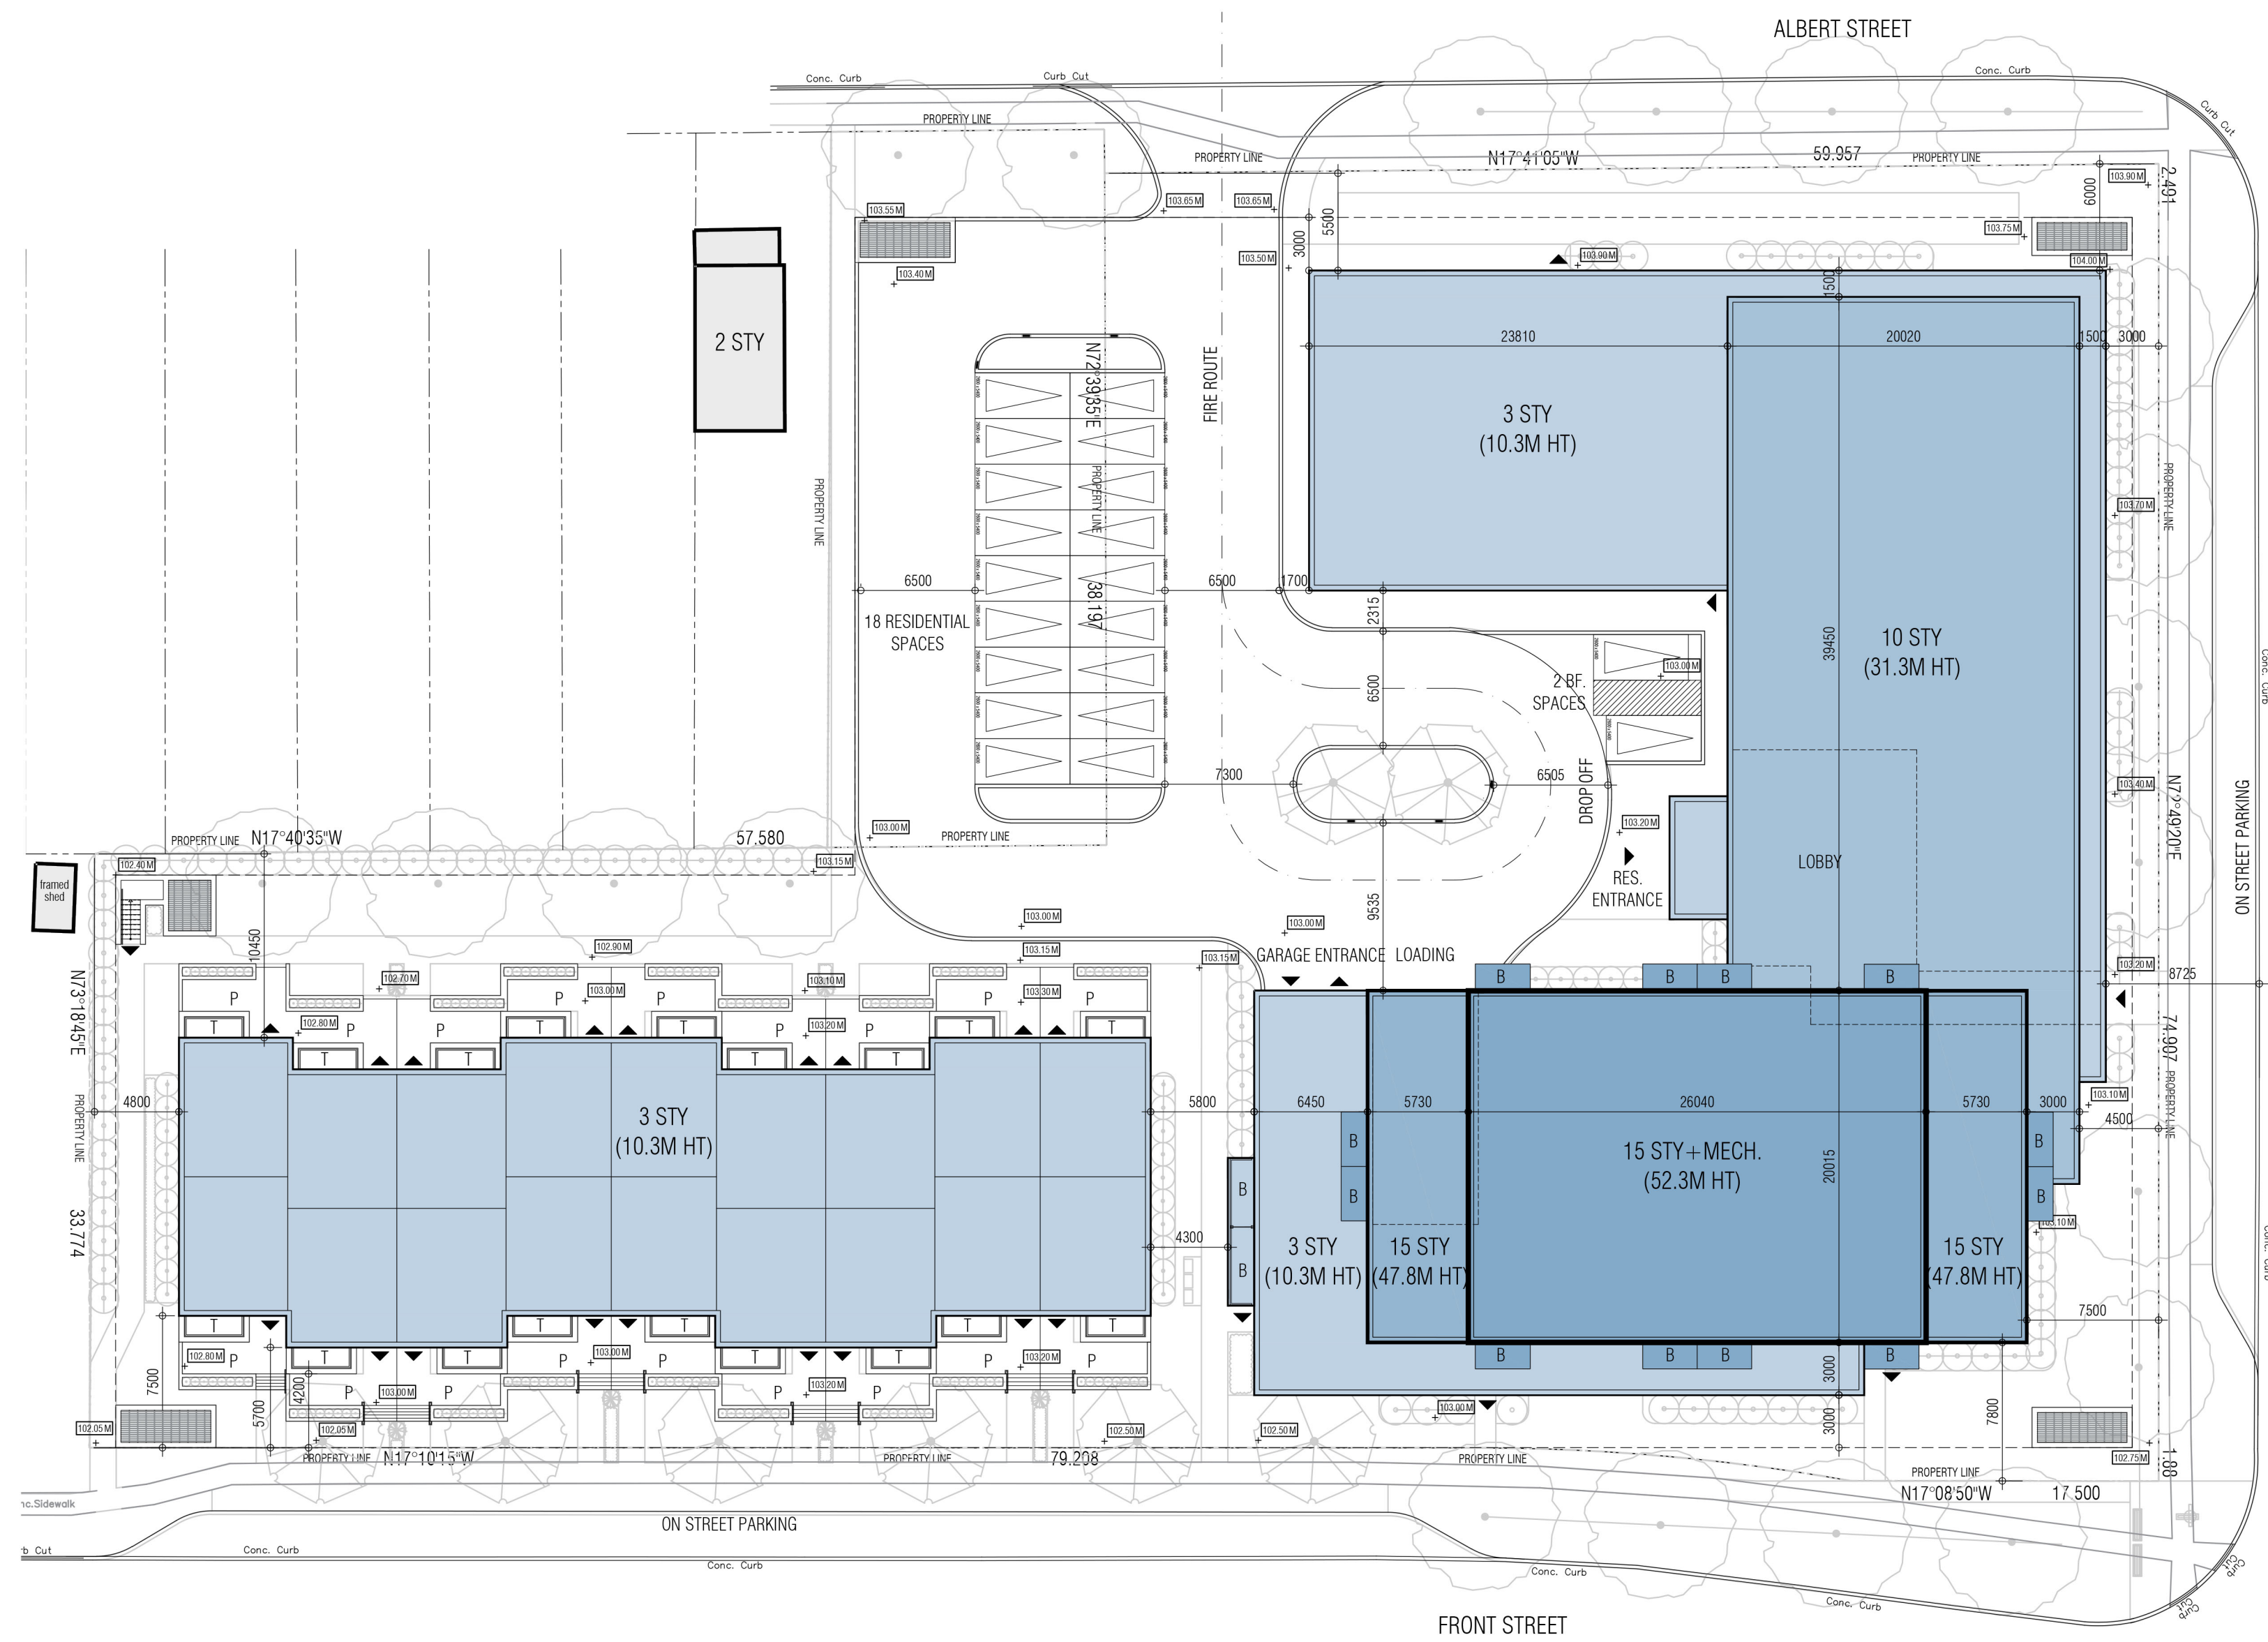 ALBERT STREET
Conc. Curb
Curb Cut
Conc. Curb
Curb Cut
PROPERTY LINE
PROPERTY LINE
N17°41'05"W
59.957
PROPERTY LINE
103.90 M
2.491
6000
103.55 M
103.65 M
103.65 M
5500
3000
103.75 M
103.40 M
103.50 M
103.90 M
104.00 M
1500
2 STY
23810
20020
1500
3000
N72°39'35"E
FIRE ROUTE
3 STY
(10.3M HT)
PROPERTY LINE
PROPERTY LINE
PROPERTY LINE
103.70 M
6500
6500
1700
38.197
2315
18 RESIDENTIAL
SPACES
39450
10 STY
(31.3M HT)
Conc. Curb
103.00 M
2 BF.
SPACES
6500
7300
6505
DROP OFF
103.40 M
N72°49'20"E
ON STREET PARKING
PROPERTY LINE
N17°40'35"W
57.580
103.00 M
PROPERTY LINE
103.20 M
102.40 M
103.15 M
LOBBY
framed
shed
RES.
ENTRANCE
9535
103.00 M
103.00 M
10450
102.90 M
103.15 M
103.15 M
GARAGE ENTRANCE
LOADING
103.20 M
8725
N73°18'45"E
102.70 M
103.10 M
B
B
B
B
P
103.00 M
P
P
103.30 M
P
P
102.80 M
P
P
103.20 M
P
P
T
T
T
T
T
T
T
T
T
T
74.907
PROPERTY LINE
103.10 M
4800
3 STY
(10.3M HT)
5800
6450
5730
26040
5730
3000
4500
PROPERTY LINE
B
B
15 STY+MECH.
(52.3M HT)
20015
B
B
B
B
33.774
103.10 M
4300
3 STY
(10.3M HT)
15 STY
(47.8M HT)
15 STY
(47.8M HT)
7500
T
T
T
T
T
T
T
T
T
T
102.80 M
P
P
103.00 M
P
P
103.20 M
P
B
B
B
B
7500
4200
5700
P
103.00 M
P
P
103.20 M
P
3000
3000
7800
102.05 M
102.05 M
102.50 M
102.50 M
103.00 M
102.75 M
1.88
PROPERTY LINE
N17°10'15"W
PROPERTY LINE
79.208
PROPERTY LINE
PROPERTY LINE
N17°08'50"W
17.500
nc.Sidewalk
ON STREET PARKING
Conc. Curb
Conc. Curb
Conc. Curb
Conc. Curb
Curb Cut
Curb Cut
FRONT STREET